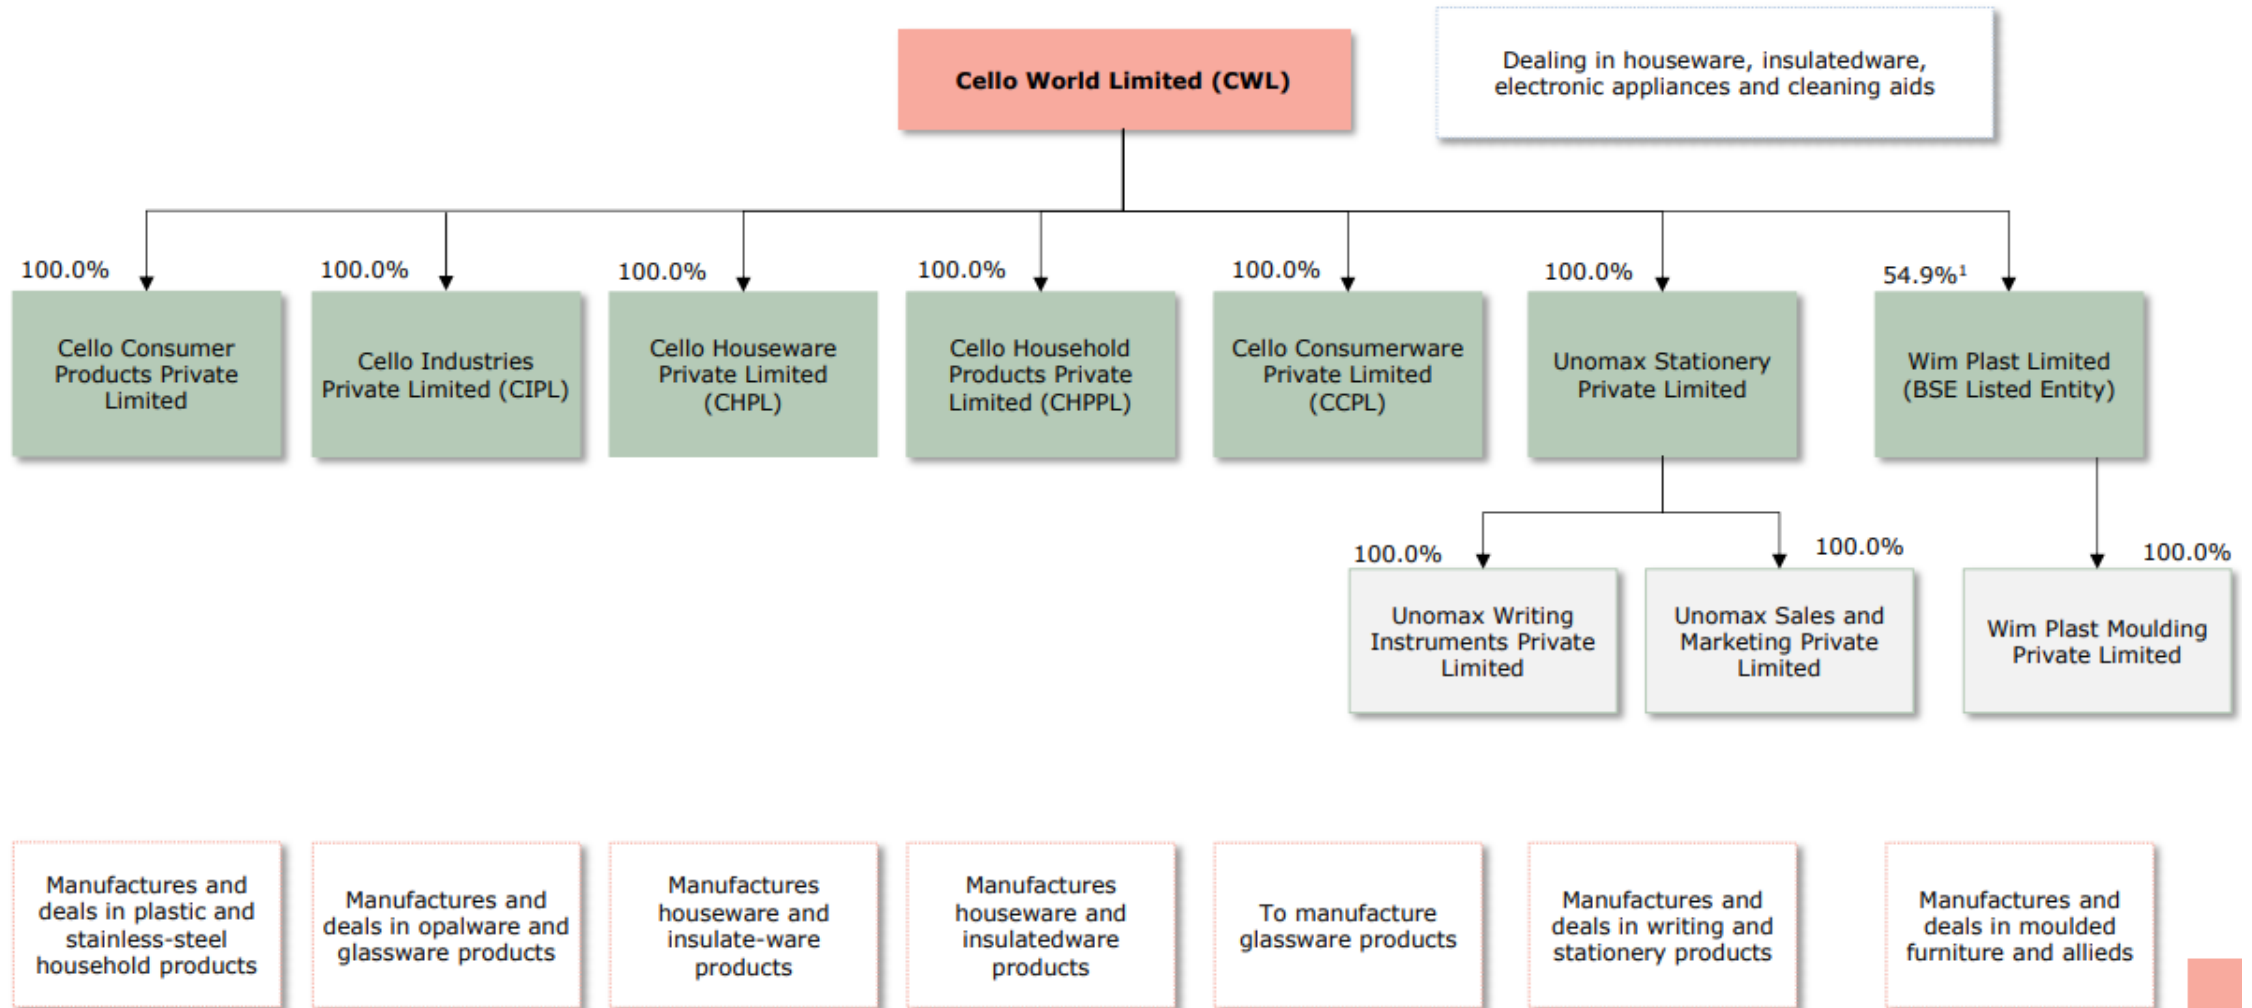 Cello World Limited (CWL)
Dealing in houseware, insulatedware,
electronic appliances and cleaning aids
100.0%
100.0%
100.0%
100.0%
100.0%
100.0%
54.9%¹
Cello Consumer
Products Private
Limited
Cello Industries
Private Limited (CIPL)
Cello Houseware
Private Limited
(CHPL)
Cello Household
Products Private
Limited (CHPPL)
Cello Consumerware
Private Limited
(CCPL)
Unomax Stationery
Private Limited
Wim Plast Limited
(BSE Listed Entity)
100.0%
100.0%
100.0%
Unomax Writing
Instruments Private
Limited
Unomax Sales and
Marketing Private
Limited
Wim Plast Moulding
Private Limited
Manufactures and
deals in plastic and
stainless-steel
household products
Manufactures and
deals in opalware and
glassware products
Manufactures
houseware and
insulate-ware
products
Manufactures
houseware and
insulatedware
products
To manufacture
glassware products
Manufactures and
deals in writing and
stationery products
Manufactures and
deals in moulded
furniture and allieds